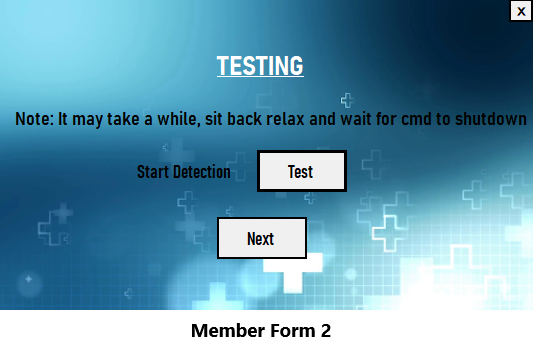 x
TESTING
Note: It may take a while, sit back relax and wait for cmd to shutdown
Start Detection Test
Next
Member Form 2